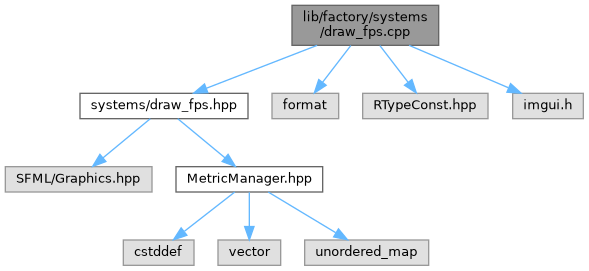 lib/factory/systems
/draw_fps.cpp
systems/draw_fps.hpp
format
RTypeConst.hpp
imgui.h
SFML/Graphics.hpp
MetricManager.hpp
cstddef
vector
unordered_map